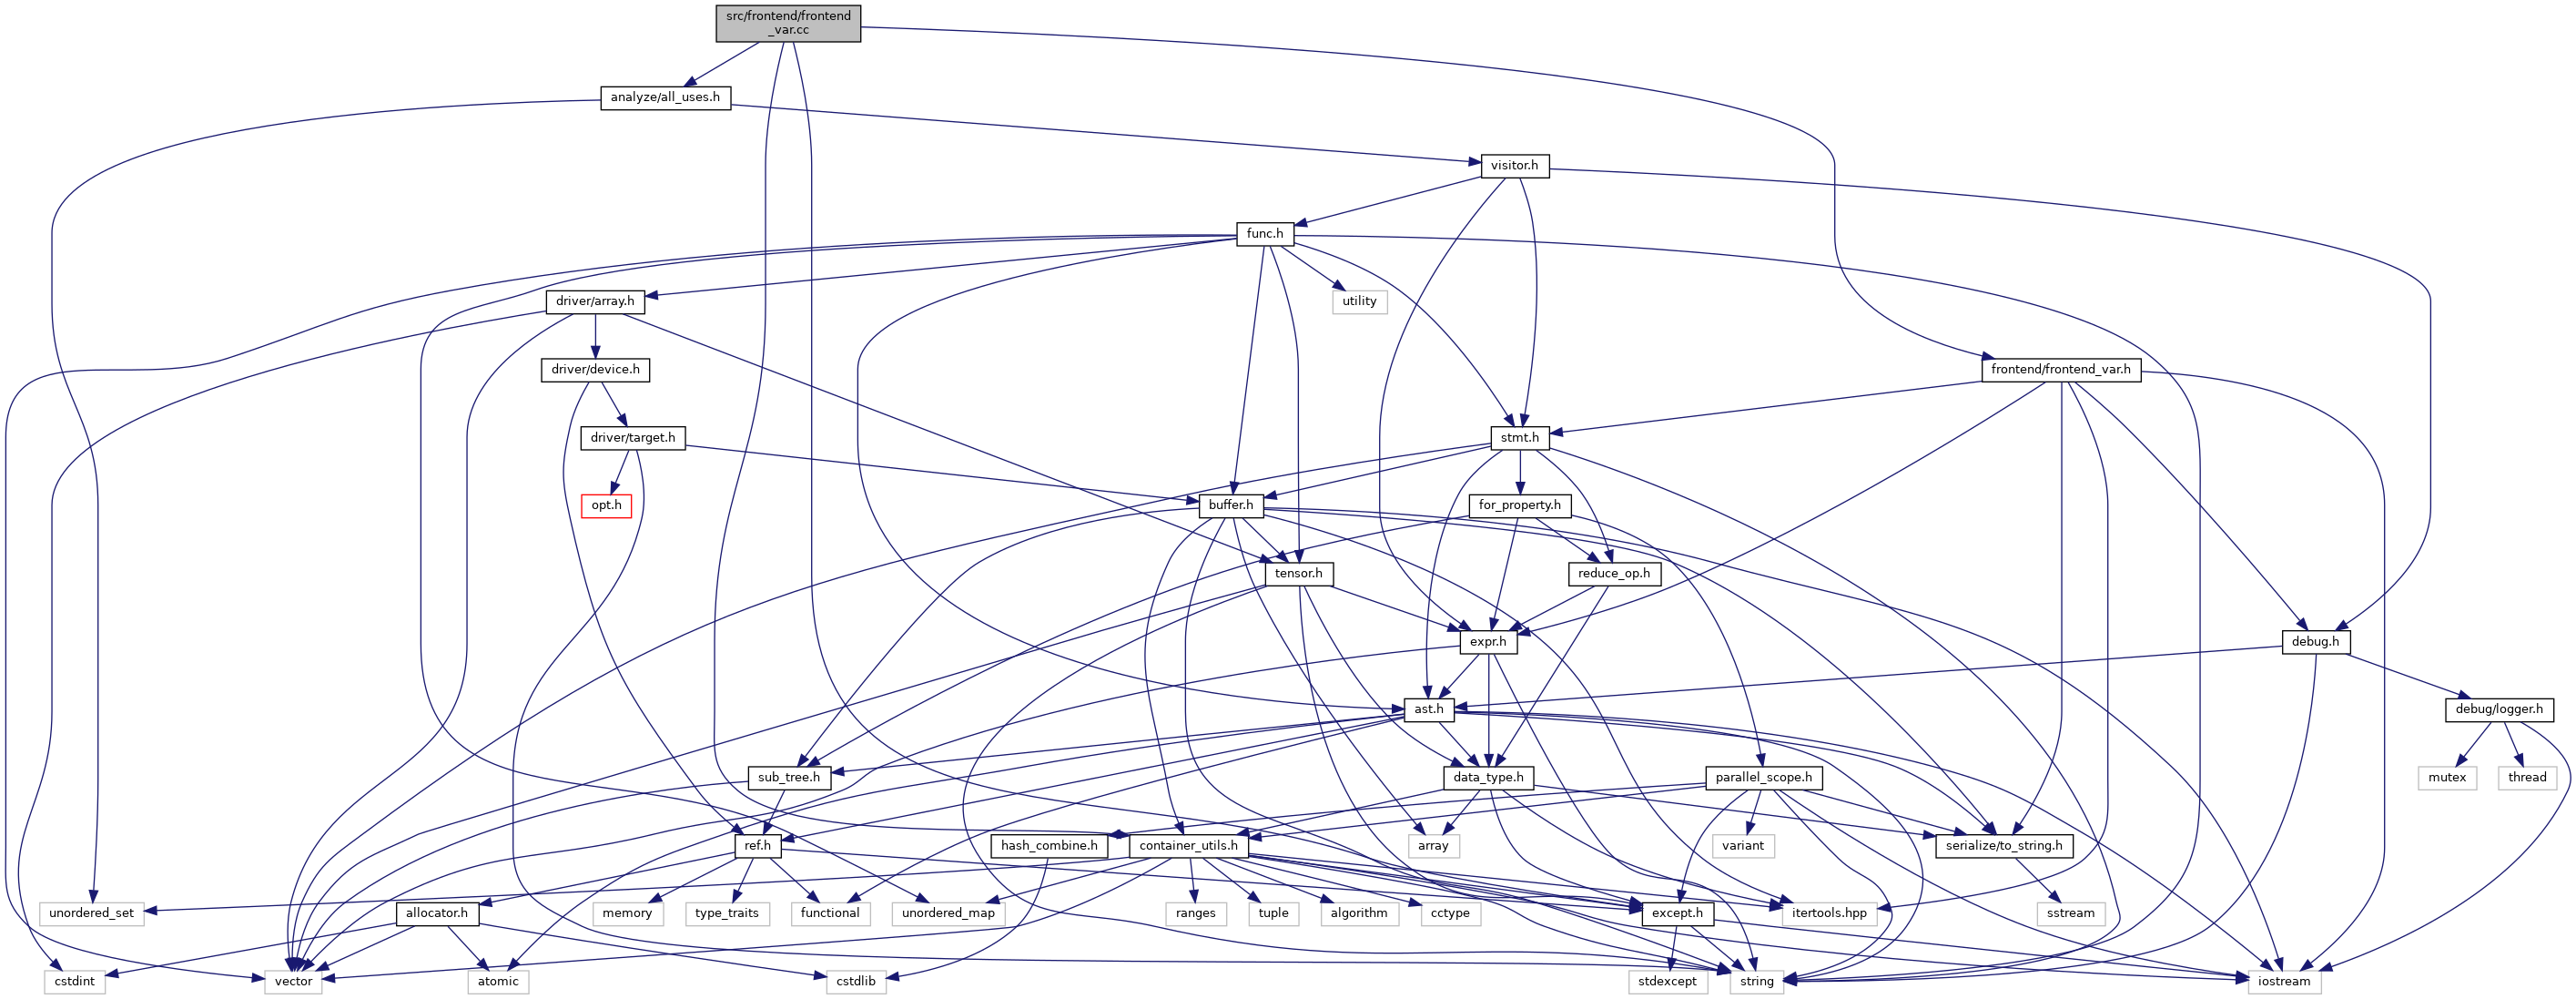 src/frontend/frontend
_var.cc
analyze/all_uses.h
visitor.h
func.h
driver/array.h
utility
driver/device.h
frontend/frontend_var.h
driver/target.h
stmt.h
opt.h
buffer.h
for_property.h
tensor.h
reduce_op.h
expr.h
debug.h
ast.h
debug/logger.h
sub_tree.h
data_type.h
parallel_scope.h
mutex
thread
ref.h
hash_combine.h
container_utils.h
array
variant
serialize/to_string.h
unordered_set
allocator.h
memory
type_traits
functional
unordered_map
ranges
tuple
algorithm
cctype
except.h
itertools.hpp
sstream
cstdint
vector
atomic
cstdlib
stdexcept
string
iostream